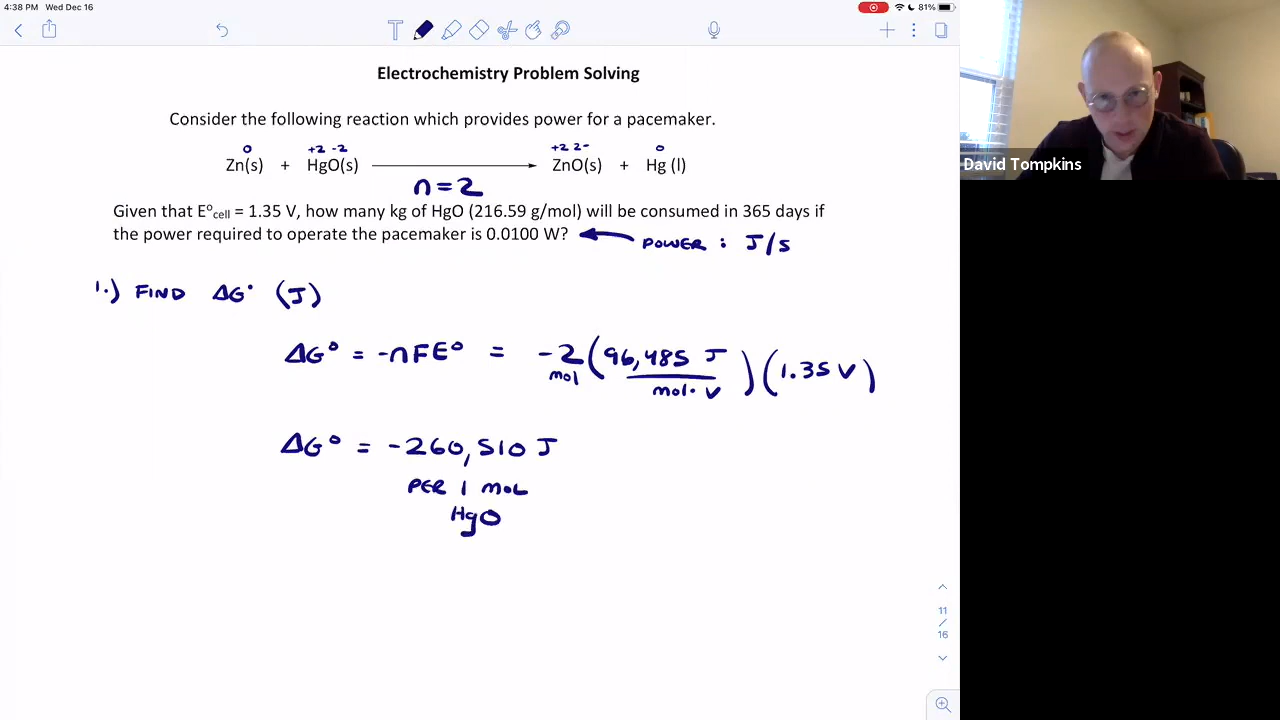 4:38 PM Wed Dec 16
81%
Electrochemistry Problem Solving
Consider the following reaction which provides power for a pacemaker.
0 +2 -2 +2 2- 0
Zn(s) + HgO(s) → ZnO(s) + Hg (l)
n=2
Given that E°cell = 1.35 V, how many kg of HgO (216.59 g/mol) will be consumed in 365 days if
the power required to operate the pacemaker is 0.0100 W? ← POWER : J/S
1.) FIND ΔG° (J)
ΔG° = -nFE° = -2 mol (96,485 J / mol·V) (1.35 V)
ΔG° = -260,510 J
PER 1 MOL
HgO
11
/
16
David Tompkins